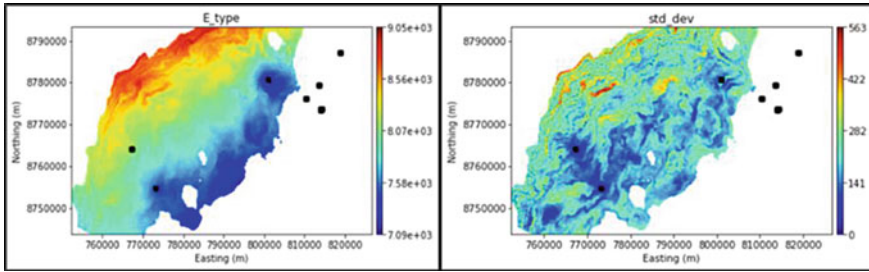 E_type
8790000
8780000
8770000
8760000
8750000
Northing (m)
760000 770000 780000 790000 800000 810000 820000
Easting (m)
9.05e+03
8.56e+03
8.07e+03
7.58e+03
7.09e+03
std_dev
8790000
8780000
8770000
8760000
8750000
Northing (m)
760000 770000 780000 790000 800000 810000 820000
Easting (m)
563
422
282
141
0